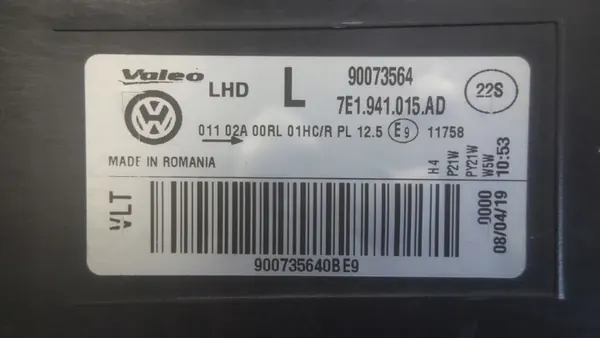 Valeo LHD L 90073564
7E1.941.015.AD
22S
011 02A 00RL 01HC/R PL 12.5 E9 11758
MADE IN ROMANIA
H4
P21W
PY21W
W5W
10:53
0000
08/04/19
VLT
900735640BE9